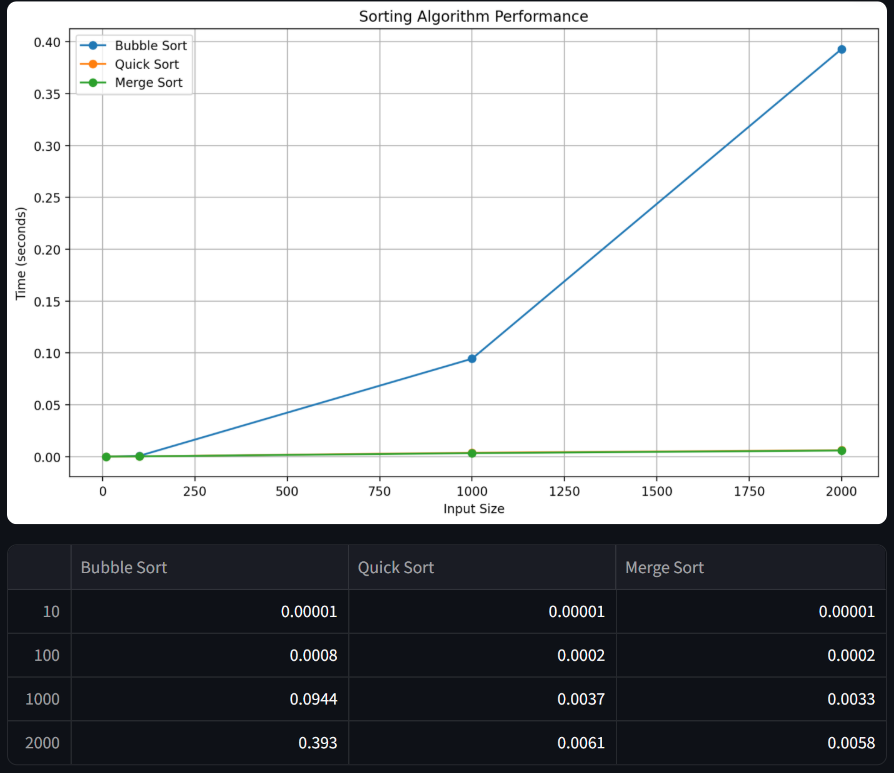 Sorting Algorithm Performance
Bubble Sort
Quick Sort
Merge Sort
0.40
0.35
0.30
0.25
0.20
0.15
0.10
0.05
0.00
Time (seconds)
0 250 500 750 1000 1250 1500 1750 2000
Input Size
Bubble Sort Quick Sort Merge Sort
10 0.00001 0.00001 0.00001
100 0.0008 0.0002 0.0002
1000 0.0944 0.0037 0.0033
2000 0.393 0.0061 0.0058